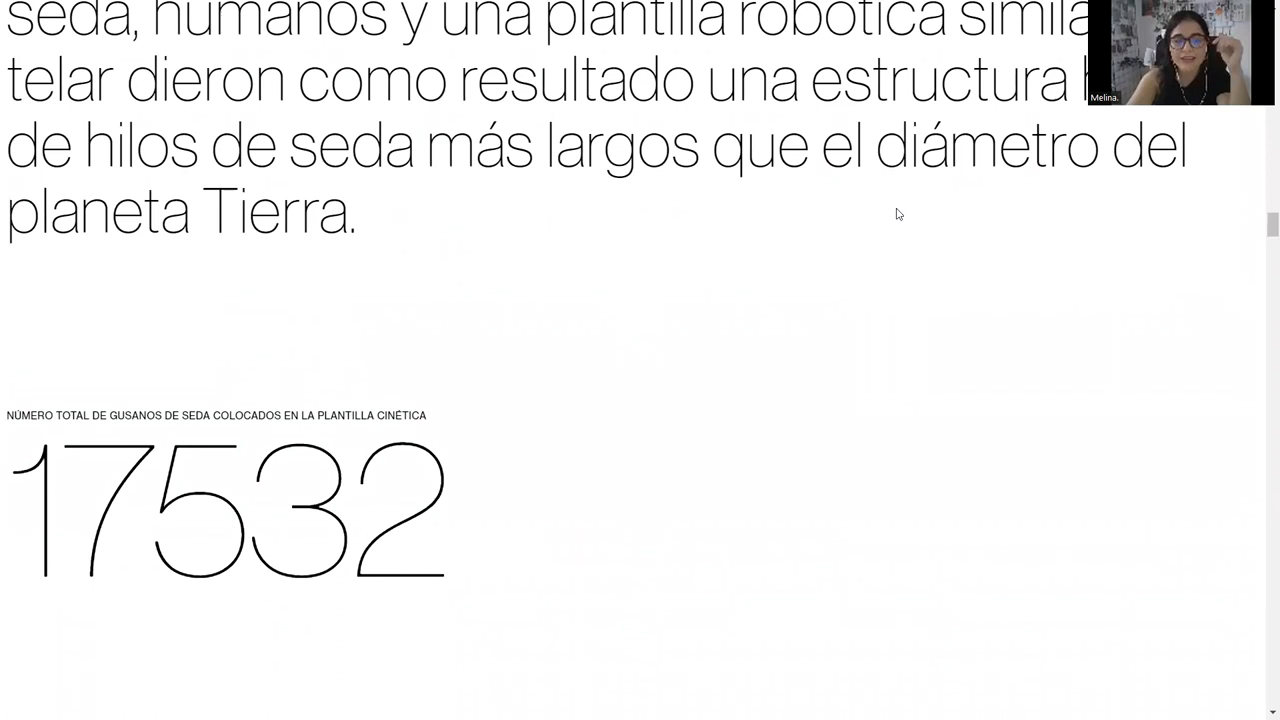 seda, humanos y una plantilla robótica
telar dieron como resultado una estructura
de hilos de seda más largos que el diámetro del
planeta Tierra.
Melina.
NÚMERO TOTAL DE GUSANOS DE SEDA COLOCADOS EN LA PLANTILLA CINÉTICA
17532